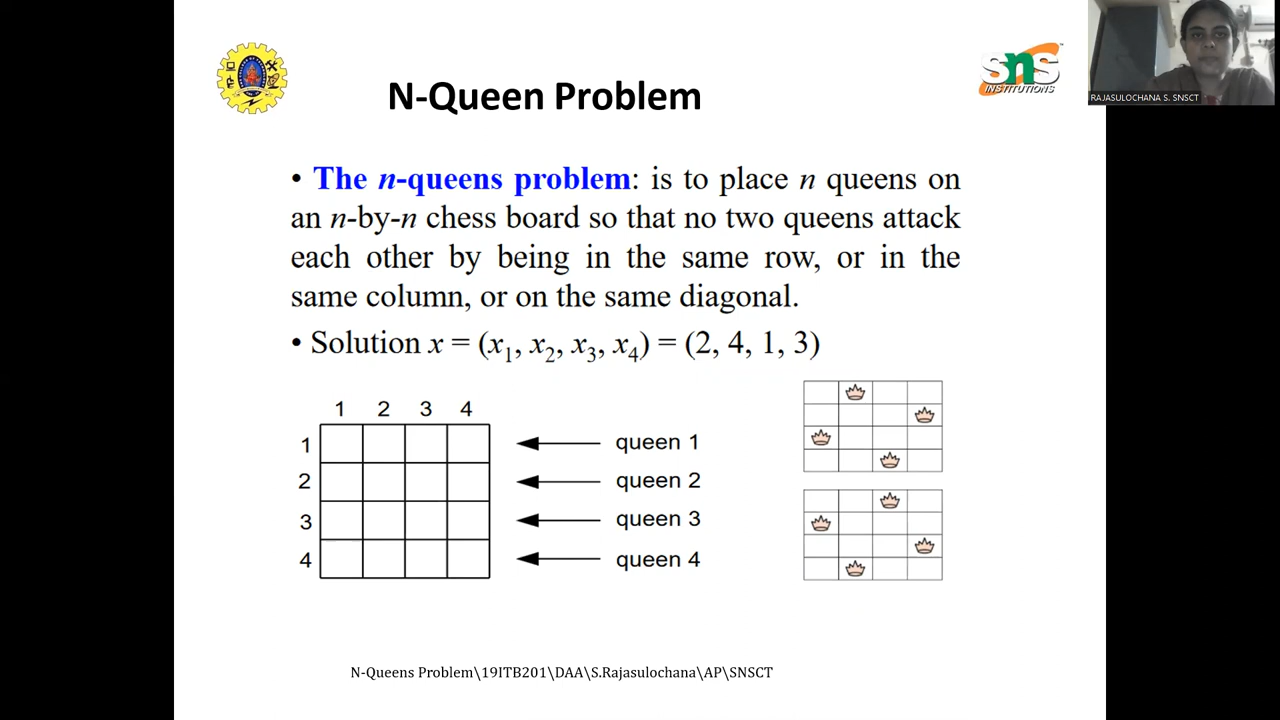 N-Queen Problem
SnS
INSTITUTIONS
RAJASULOCHANA S. SNSCT
• The n-queens problem: is to place n queens on
an n-by-n chess board so that no two queens attack
each other by being in the same row, or in the
same column, or on the same diagonal.
• Solution x = (x1, x2, x3, x4) = (2, 4, 1, 3)
1 2 3 4
1 queen 1
2 queen 2
3 queen 3
4 queen 4
N-Queens Problem\19ITB201\DAA\S.Rajasulochana\AP\SNSCT